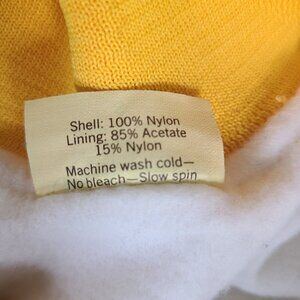 Shell: 100% Nylon
Lining: 85% Acetate
15% Nylon
Machine wash cold—
No bleach—Slow spin